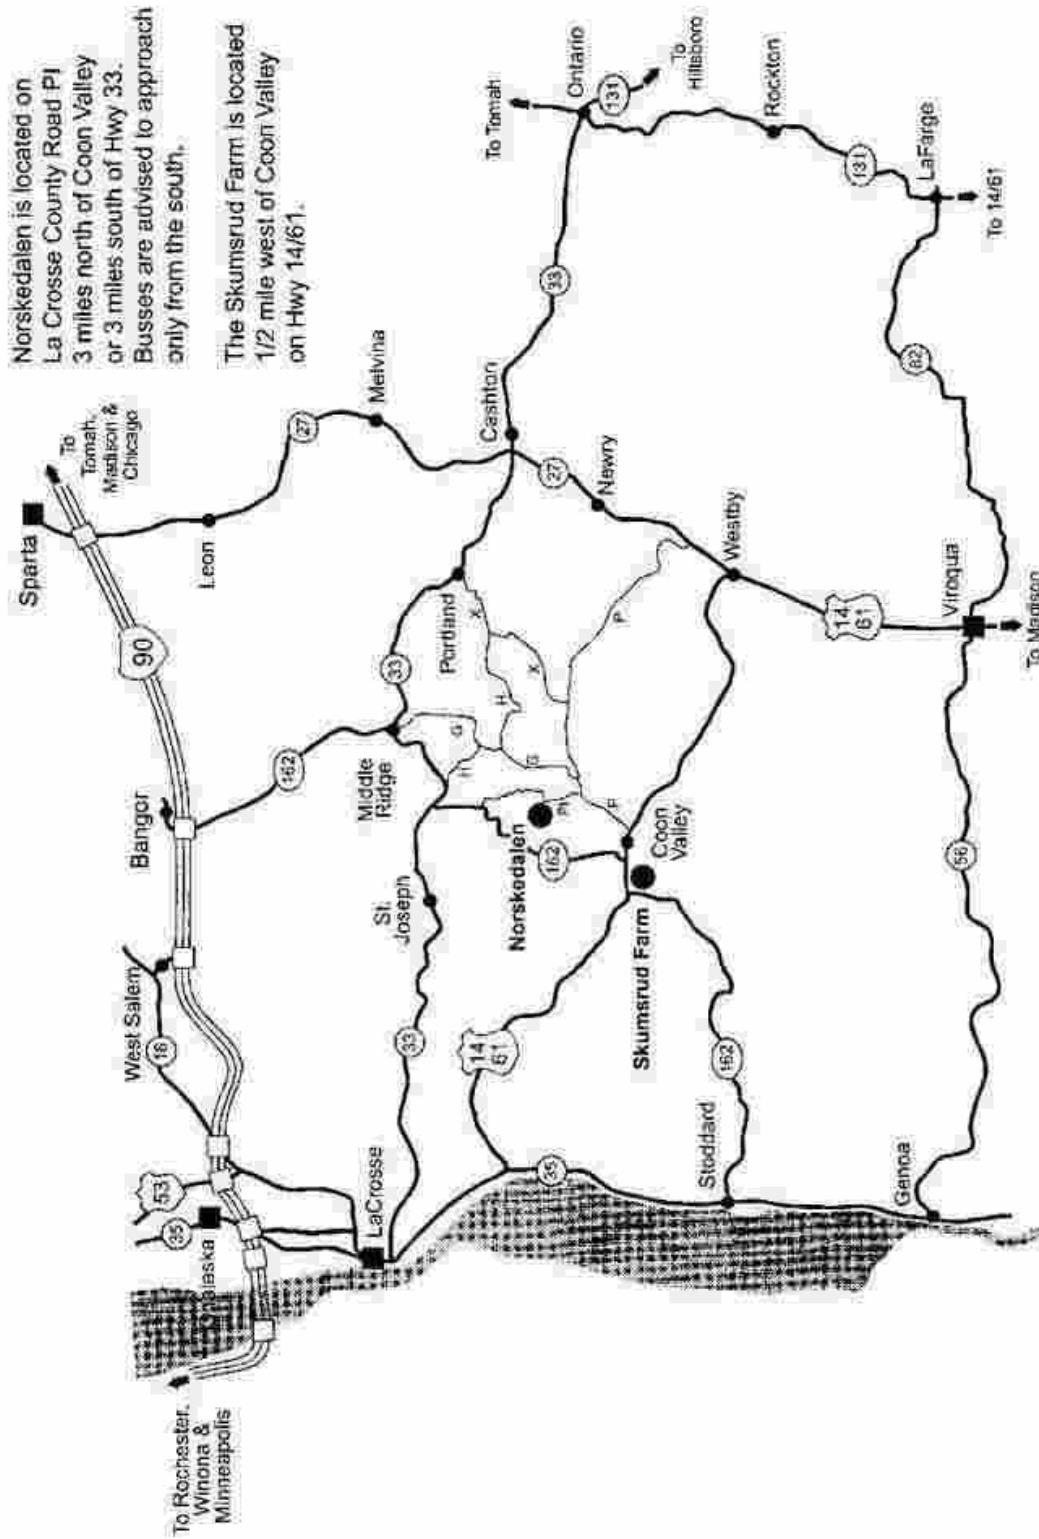 Norskedalen is located on
La Crosse County Road PI
3 miles north of Coon Valley
or 3 miles south of Hwy 33.
Busses are advised to approach
only from the south.
The Skumsrud Farm is located
1/2 mile west of Coon Valley
on Hwy 14/61.
To Rochester,
Winona &
Minneapolis
35
53
LaCrosse
West Salem
16
Bangor
162
90
Sparta
To
Tomah,
Madison &
Chicago
Leon
27
Melvina
33
St.
Joseph
Middle
Ridge
33
Portland
Cashton
33
To Tomah
Ontario
131
To
Hillsboro
Rockton
131
LaFarge
To 14/61
82
27
Newry
Westby
G
H
H
X
X
G
P
PI
P
Norskedalen
162
Coon
Valley
Skumsrud Farm
14
61
35
162
Stoddard
Genoa
56
14
61
Viroqua
To Madison